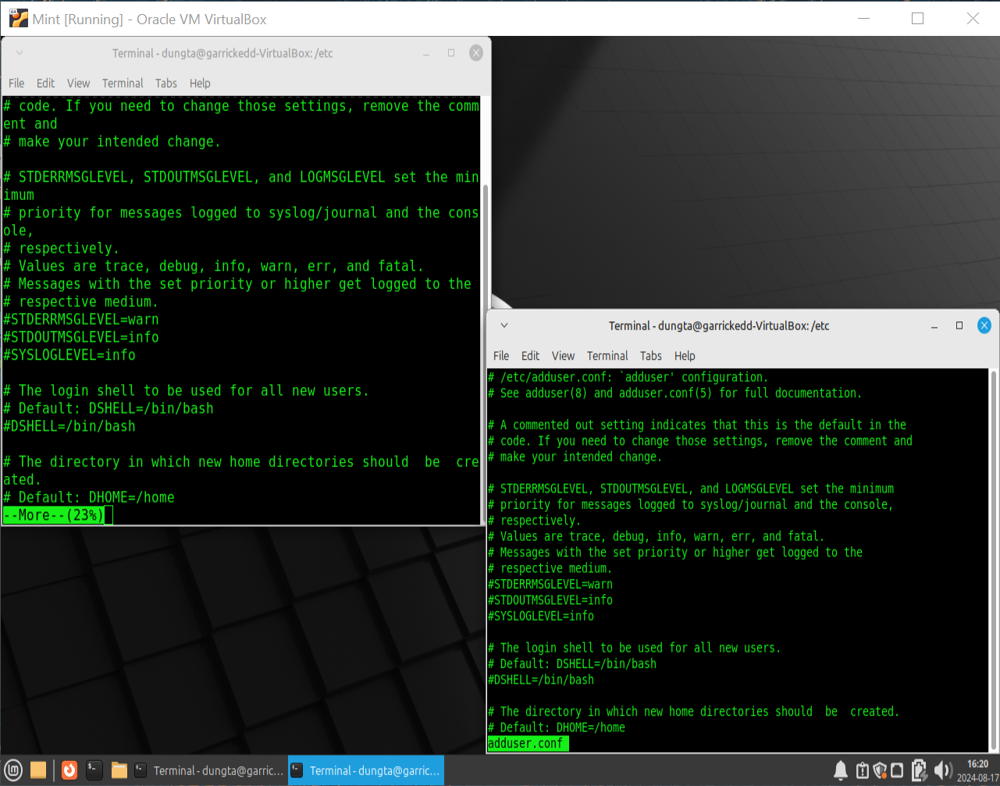 Mint [Running] - Oracle VM VirtualBox
Terminal - dungta@garrickedd-VirtualBox: /etc
File Edit View Terminal Tabs Help
# code. If you need to change those settings, remove the comm
ent and
# make your intended change.
# STDERRMSGLEVEL, STDOUTMSGLEVEL, and LOGMSGLEVEL set the min
imum
# priority for messages logged to syslog/journal and the cons
ole,
# respectively.
# Values are trace, debug, info, warn, err, and fatal.
# Messages with the set priority or higher get logged to the
# respective medium.
#STDERRMSGLEVEL=warn
#STDOUTMSGLEVEL=info
#SYSLOGLEVEL=info
# The login shell to be used for all new users.
# Default: DSHELL=/bin/bash
#DSHELL=/bin/bash
# The directory in which new home directories should  be  cre
ated.
# Default: DHOME=/home
--More--(23%)
Terminal - dungta@garrickedd-VirtualBox: /etc
File Edit View Terminal Tabs Help
# /etc/adduser.conf: `adduser' configuration.
# See adduser(8) and adduser.conf(5) for full documentation.
# A commented out setting indicates that this is the default in the
# code. If you need to change those settings, remove the comment and
# make your intended change.
# STDERRMSGLEVEL, STDOUTMSGLEVEL, and LOGMSGLEVEL set the minimum
# priority for messages logged to syslog/journal and the console,
# respectively.
# Values are trace, debug, info, warn, err, and fatal.
# Messages with the set priority or higher get logged to the
# respective medium.
#STDERRMSGLEVEL=warn
#STDOUTMSGLEVEL=info
#SYSLOGLEVEL=info
# The login shell to be used for all new users.
# Default: DSHELL=/bin/bash
#DSHELL=/bin/bash
# The directory in which new home directories should  be  created.
# Default: DHOME=/home
adduser.conf
Terminal - dungta@garric...
Terminal - dungta@garric...
16:20
2024-08-17